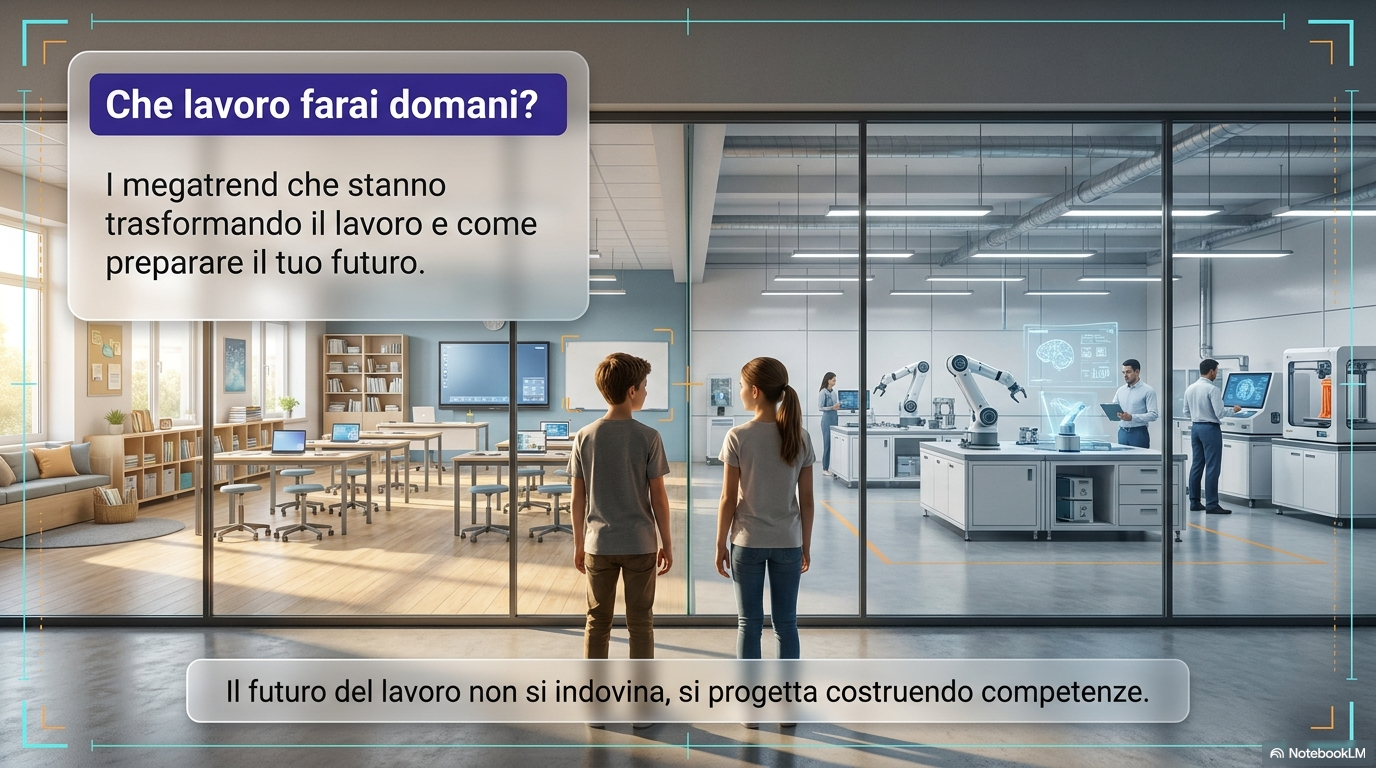 Che lavoro farai domani?
I megatrend che stanno
trasformando il lavoro e come
preparare il tuo futuro.
Il futuro del lavoro non si indovina, si progetta costruendo competenze.
NotebookLM